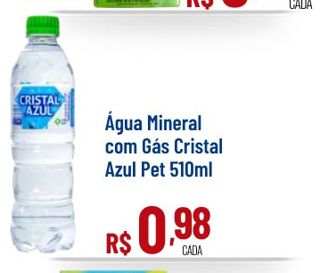 R$
CADA
CRISTAL
AZUL
Água Mineral
com Gás Cristal
Azul Pet 510ml
R$ 0,98
CADA